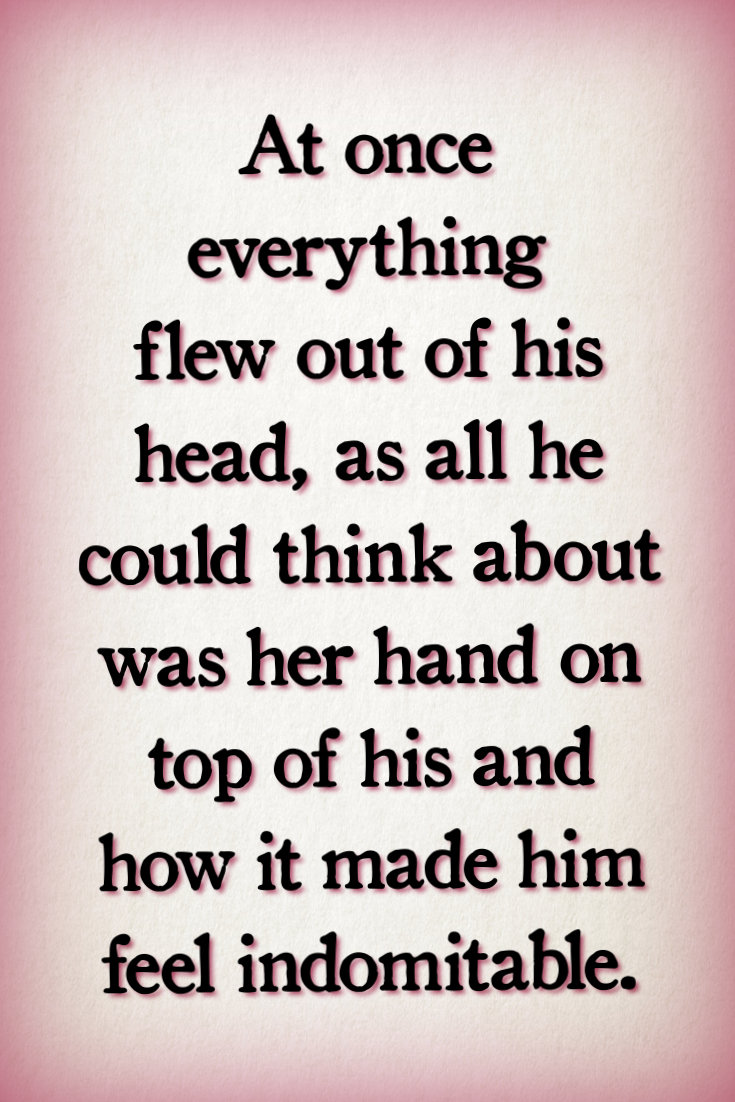 At once
everything
flew out of his
head, as all he
could think about
was her hand on
top of his and
how it made him
feel indomitable.